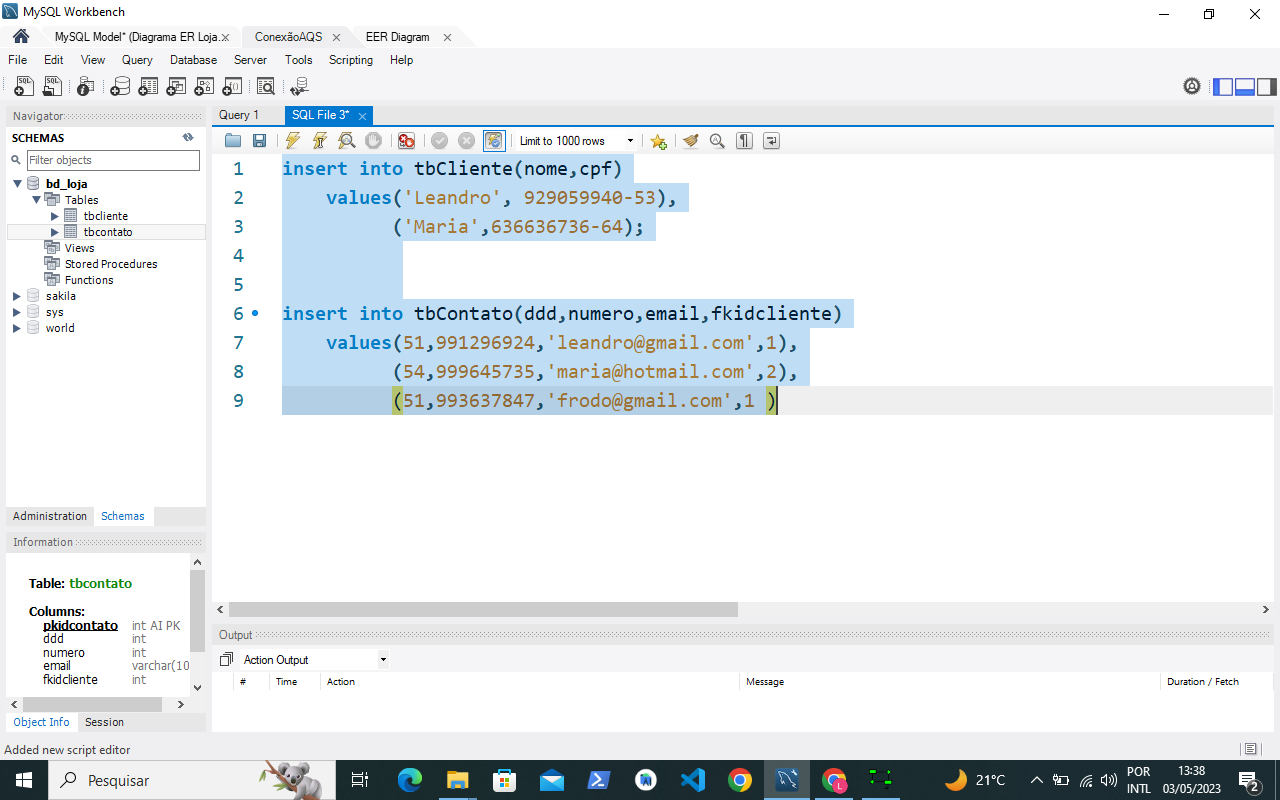 MySQL Workbench
MySQL Model* (Diagrama ER Loja. ConexãoAQS EER Diagram
File Edit View Query Database Server Tools Scripting Help
Navigator
SCHEMAS
Filter objects
bd_loja
Tables
tbcliente
tbcontato
Views
Stored Procedures
Functions
sakila
sys
world
Administration Schemas
Information
Table: tbcontato
Columns:
pkidcontato int AI PK
ddd int
numero int
email varchar(10
fkidcliente int
Object Info Session
Query 1 SQL File 3*
Limit to 1000 rows
1 insert into tbCliente(nome,cpf)
2 values('Leandro', 929059940-53),
3 ('Maria',636636736-64);
4
5
6 insert into tbContato(ddd,numero,email,fkidcliente)
7 values(51,991296924,'leandro@gmail.com',1),
8 (54,999645735,'maria@hotmail.com',2),
9 (51,993637847,'frodo@gmail.com',1 )
Output
Action Output
# Time Action Message Duration / Fetch
Added new script editor
Pesquisar
21°C
POR
INTL
13:38
03/05/2023
2